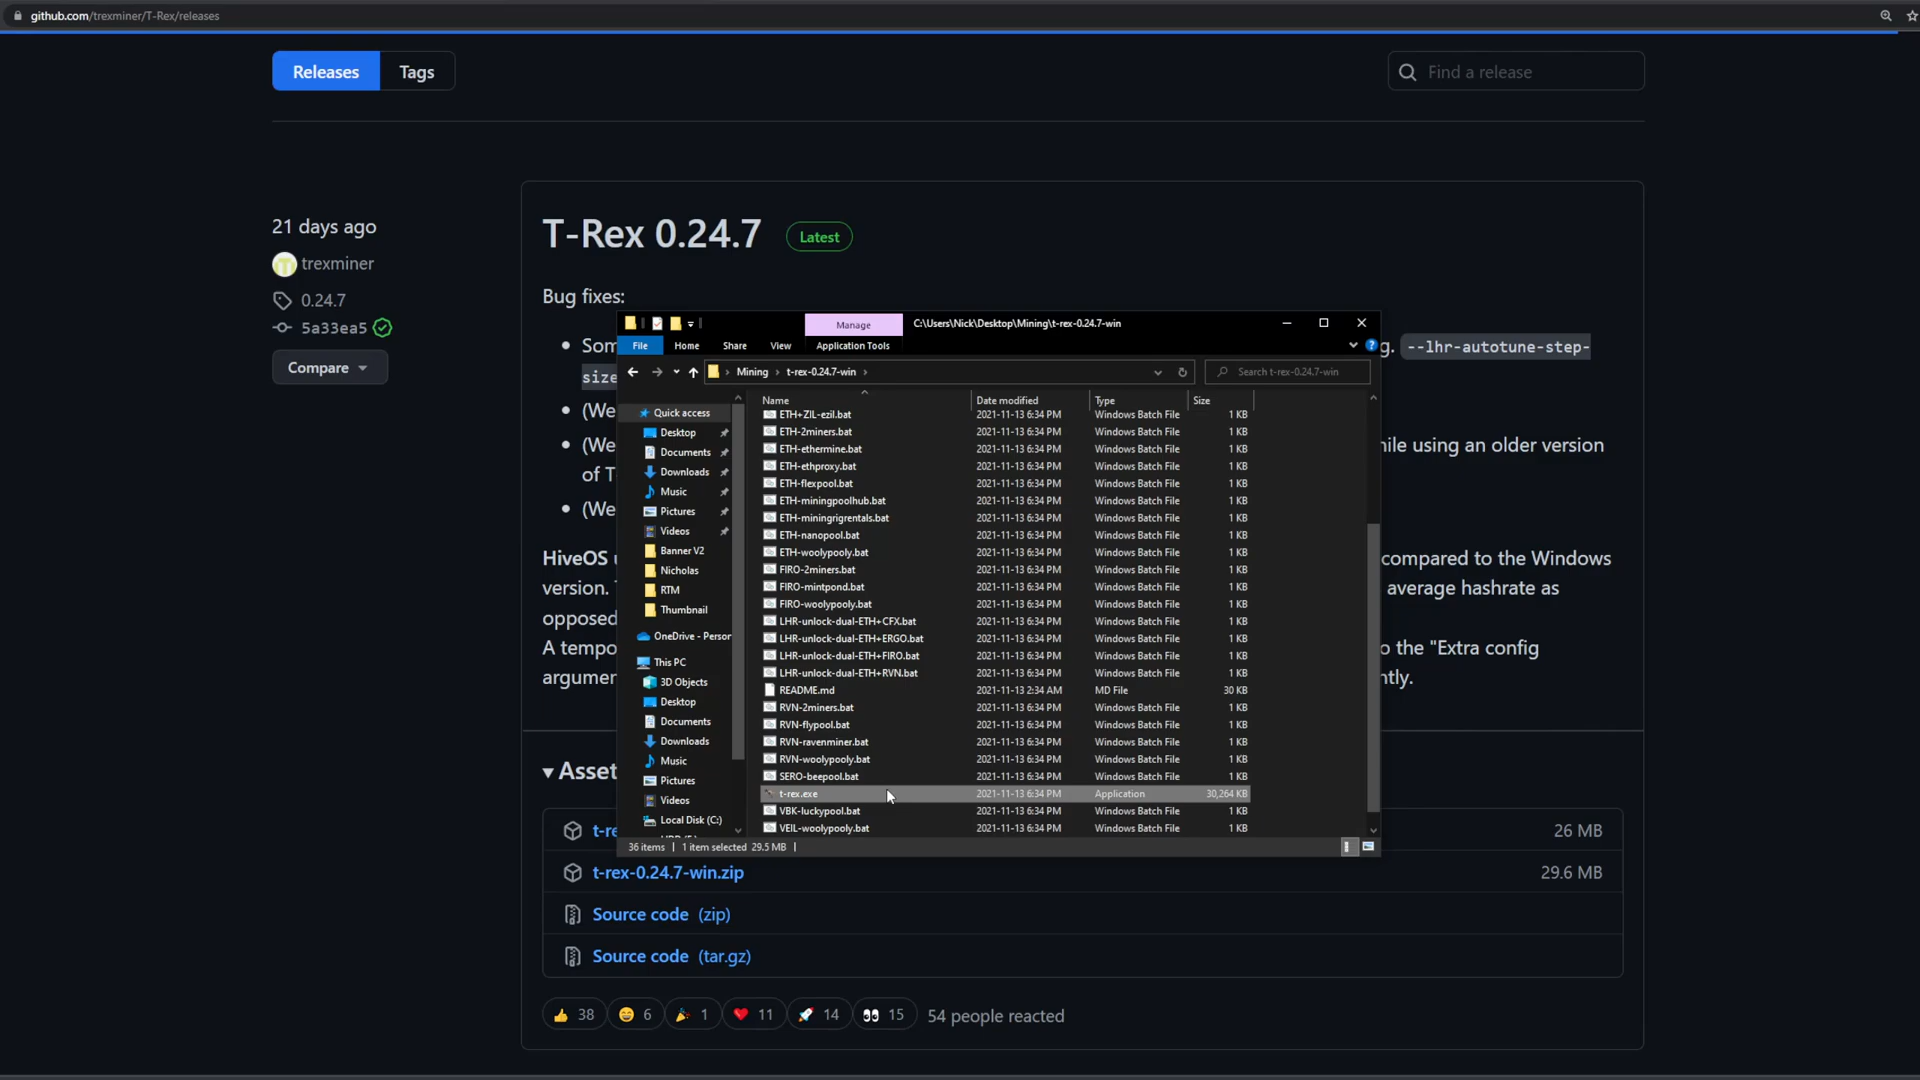 github.com/trexminer/T-Rex/releases
Releases
Tags
Find a release
21 days ago
trexminer
0.24.7
5a33ea5
Compare
T-Rex 0.24.7
Latest
Bug fixes:
Som
g. --lhr-autotune-step-
size
(We
(We
ile using an older version
of T
(We
HiveOS
compared to the Windows
version.
average hashrate as
opposed
A tempo
o the "Extra config
argumen
ntly.
Asset
t-re
26 MB
t-rex-0.24.7-win.zip
29.6 MB
Source code (zip)
Source code (tar.gz)
38
6
1
11
14
15
54 people reacted
Manage
C:\Users\Nick\Desktop\Mining\t-rex-0.24.7-win
File
Home
Share
View
Application Tools
Mining
t-rex-0.24.7-win
Search t-rex-0.24.7-win
Quick access
Desktop
Documents
Downloads
Music
Pictures
Videos
Banner V2
Nicholas
RTM
Thumbnail
OneDrive - Person
This PC
3D Objects
Desktop
Documents
Downloads
Music
Pictures
Videos
Local Disk (C:)
Name Date modified Type Size
ETH+ZIL-ezil.bat 2021-11-13 6:34 PM Windows Batch File 1 KB
ETH-2miners.bat 2021-11-13 6:34 PM Windows Batch File 1 KB
ETH-ethermine.bat 2021-11-13 6:34 PM Windows Batch File 1 KB
ETH-ethproxy.bat 2021-11-13 6:34 PM Windows Batch File 1 KB
ETH-flexpool.bat 2021-11-13 6:34 PM Windows Batch File 1 KB
ETH-miningpoolhub.bat 2021-11-13 6:34 PM Windows Batch File 1 KB
ETH-miningrigrentals.bat 2021-11-13 6:34 PM Windows Batch File 1 KB
ETH-nanopool.bat 2021-11-13 6:34 PM Windows Batch File 1 KB
ETH-woolypooly.bat 2021-11-13 6:34 PM Windows Batch File 1 KB
FIRO-2miners.bat 2021-11-13 6:34 PM Windows Batch File 1 KB
FIRO-mintpond.bat 2021-11-13 6:34 PM Windows Batch File 1 KB
FIRO-woolypooly.bat 2021-11-13 6:34 PM Windows Batch File 1 KB
LHR-unlock-dual-ETH+CFX.bat 2021-11-13 6:34 PM Windows Batch File 1 KB
LHR-unlock-dual-ETH+ERGO.bat 2021-11-13 6:34 PM Windows Batch File 1 KB
LHR-unlock-dual-ETH+FIRO.bat 2021-11-13 6:34 PM Windows Batch File 1 KB
LHR-unlock-dual-ETH+RVN.bat 2021-11-13 6:34 PM Windows Batch File 1 KB
README.md 2021-11-13 2:34 AM MD File 30 KB
RVN-2miners.bat 2021-11-13 6:34 PM Windows Batch File 1 KB
RVN-flypool.bat 2021-11-13 6:34 PM Windows Batch File 1 KB
RVN-ravenminer.bat 2021-11-13 6:34 PM Windows Batch File 1 KB
RVN-woolypooly.bat 2021-11-13 6:34 PM Windows Batch File 1 KB
SERO-beepool.bat 2021-11-13 6:34 PM Windows Batch File 1 KB
t-rex.exe 2021-11-13 6:34 PM Application 30,264 KB
VBK-luckypool.bat 2021-11-13 6:34 PM Windows Batch File 1 KB
VEIL-woolypooly.bat 2021-11-13 6:34 PM Windows Batch File 1 KB
36 items 1 item selected 29.5 MB